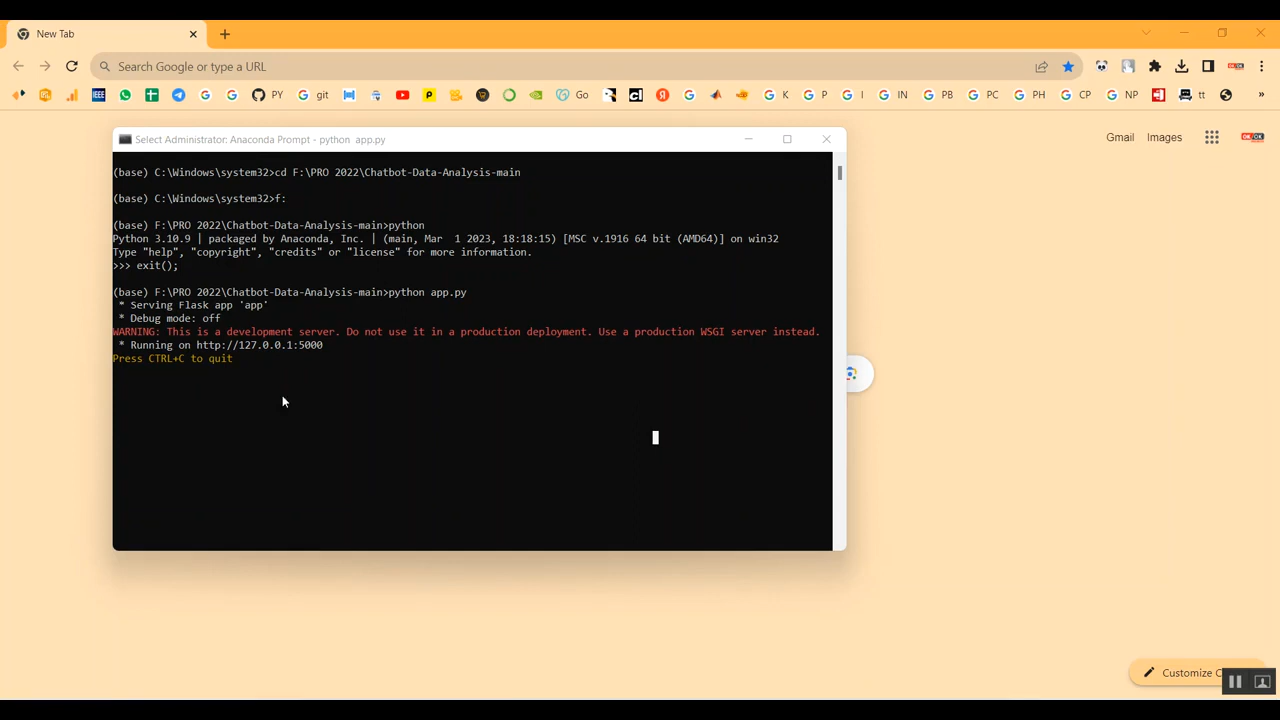 New Tab
Search Google or type a URL
PY
git
Go
K
P
I
IN
PB
PC
PH
CP
NP
tt
»
Gmail
Images
Select Administrator: Anaconda Prompt - python  app.py
(base) C:\Windows\system32>cd F:\PRO 2022\Chatbot-Data-Analysis-main
(base) C:\Windows\system32>f:
(base) F:\PRO 2022\Chatbot-Data-Analysis-main>python
Python 3.10.9 | packaged by Anaconda, Inc. | (main, Mar  1 2023, 18:18:15) [MSC v.1916 64 bit (AMD64)] on win32
Type "help", "copyright", "credits" or "license" for more information.
>>> exit();
(base) F:\PRO 2022\Chatbot-Data-Analysis-main>python app.py
 * Serving Flask app 'app'
 * Debug mode: off
WARNING: This is a development server. Do not use it in a production deployment. Use a production WSGI server instead.
 * Running on http://127.0.0.1:5000
Press CTRL+C to quit
Customize C